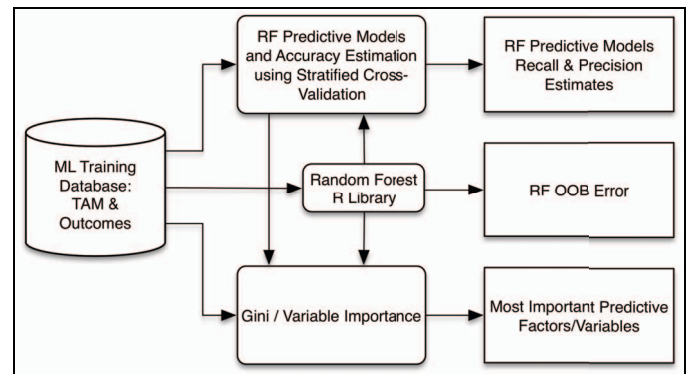 ML Training
Database:
TAM &
Outcomes
RF Predictive Models
and Accuracy Estimation
using Stratified Cross-
Validation
RF Predictive Models
Recall & Precision
Estimates
Random Forest
R Library
RF OOB Error
Gini / Variable Importance
Most Important Predictive
Factors/Variables